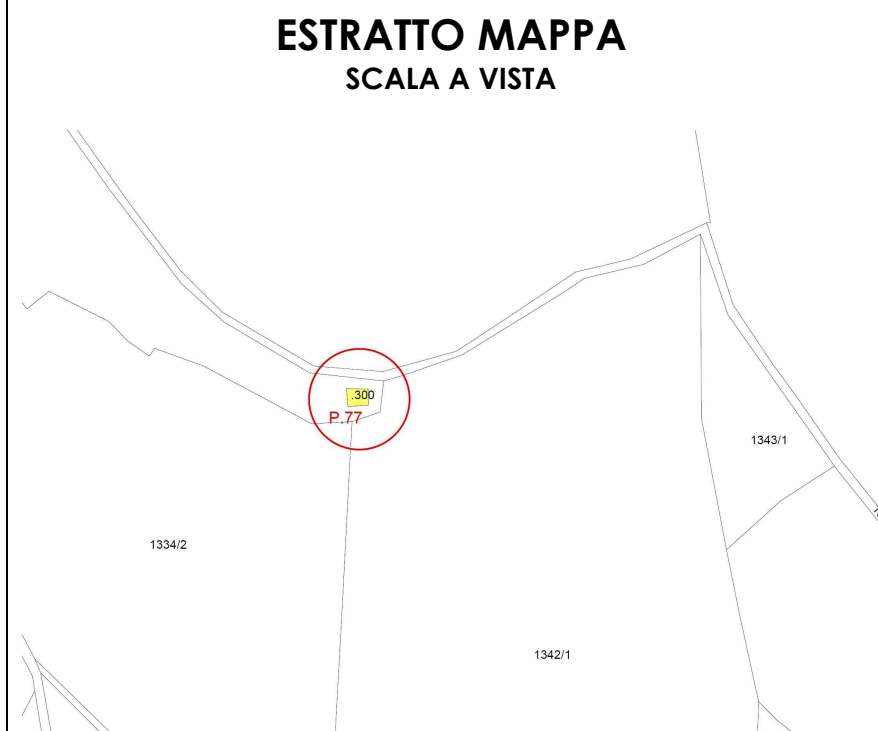 ESTRATTO MAPPA
SCALA A VISTA
.300
P.77
1343/1
1334/2
1342/1